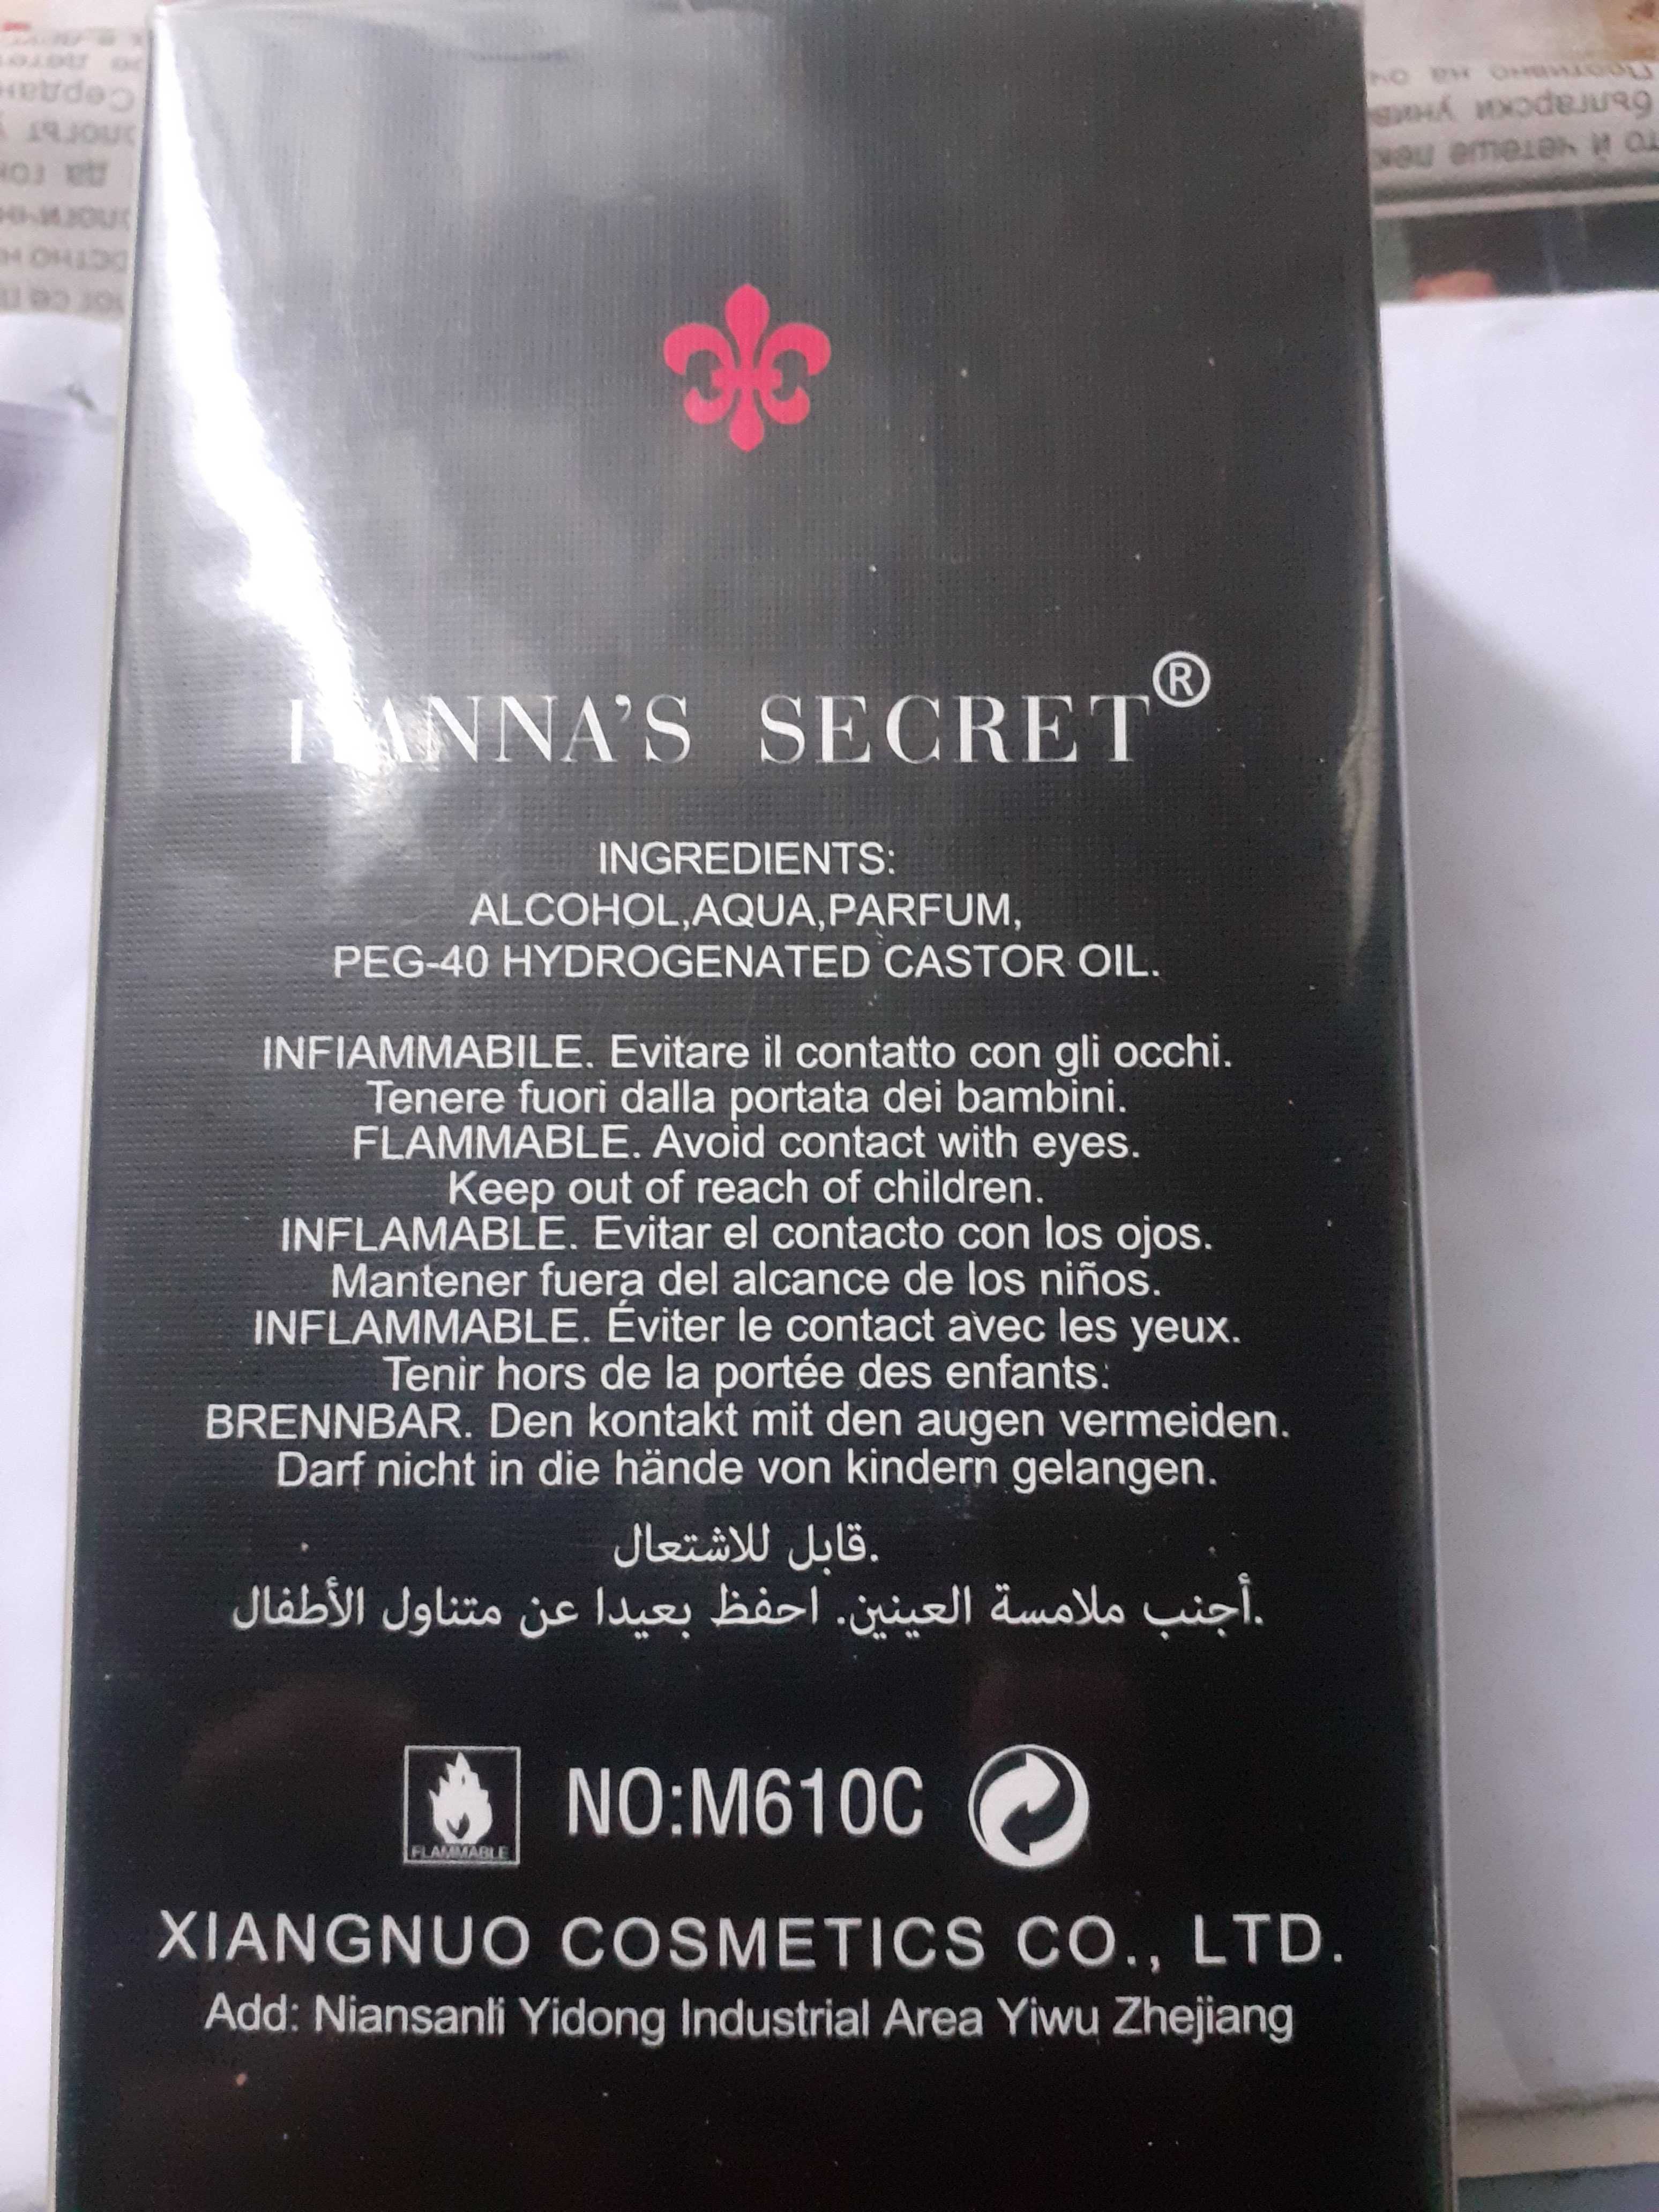 HANNA'S SECRET®
INGREDIENTS:
ALCOHOL,AQUA,PARFUM,
PEG-40 HYDROGENATED CASTOR OIL.
INFIAMMABILE. Evitare il contatto con gli occhi.
Tenere fuori dalla portata dei bambini.
FLAMMABLE. Avoid contact with eyes.
Keep out of reach of children.
INFLAMABLE. Evitar el contacto con los ojos.
Mantener fuera del alcance de los niños.
INFLAMMABLE. Éviter le contact avec les yeux.
Tenir hors de la portée des enfants.
BRENNBAR. Den kontakt mit den augen vermeiden.
Darf nicht in die hände von kindern gelangen.
.قابل للاشتعال
.أجنب ملامسة العينين. احفظ بعيدا عن متناول الأطفال
FLAMMABLE
NO:M610C
XIANGNUO COSMETICS CO., LTD.
Add: Niansanli Yidong Industrial Area Yiwu Zhejiang